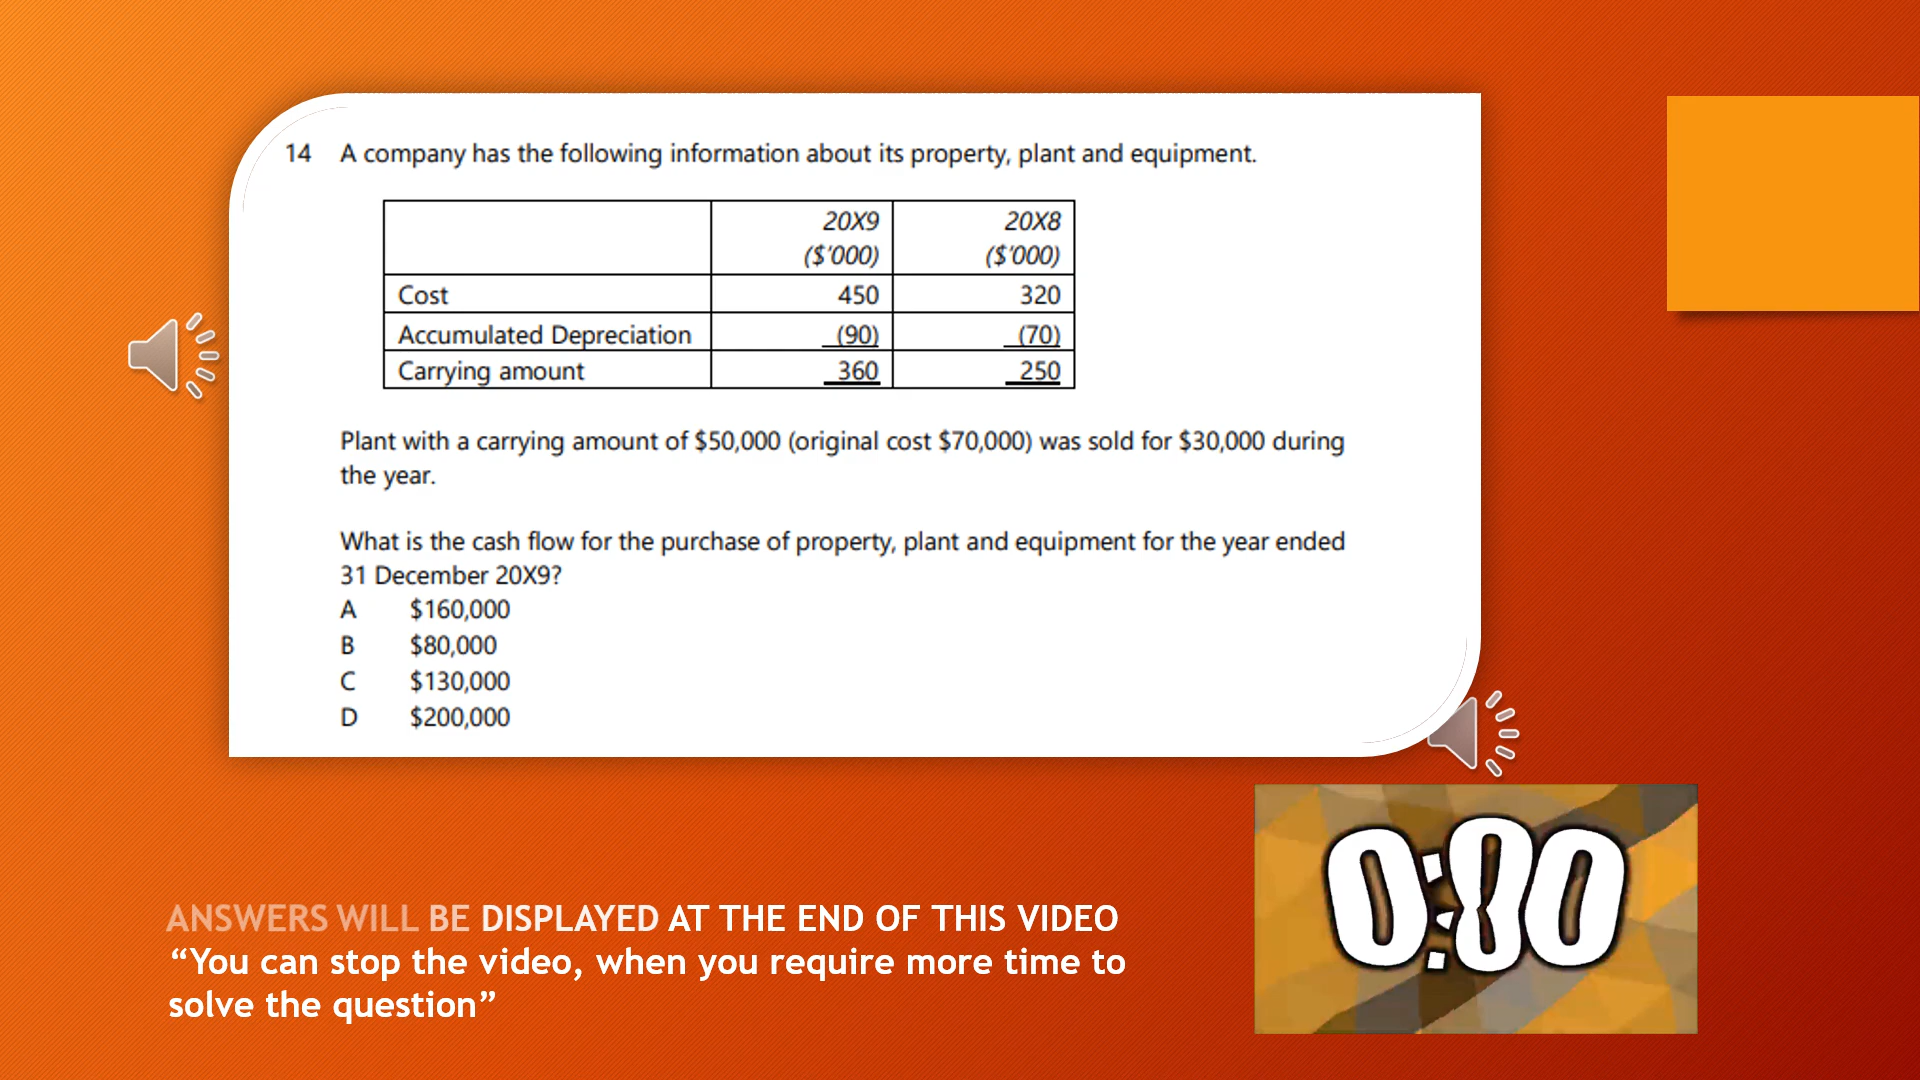 14 A company has the following information about its property, plant and equipment.
20X9 20X8
($'000) ($'000)
Cost 450 320
Accumulated Depreciation (90) (70)
Carrying amount 360 250
Plant with a carrying amount of $50,000 (original cost $70,000) was sold for $30,000 during
the year.
What is the cash flow for the purchase of property, plant and equipment for the year ended
31 December 20X9?
A $160,000
B $80,000
C $130,000
D $200,000
ANSWERS WILL BE DISPLAYED AT THE END OF THIS VIDEO
“You can stop the video, when you require more time to
solve the question”